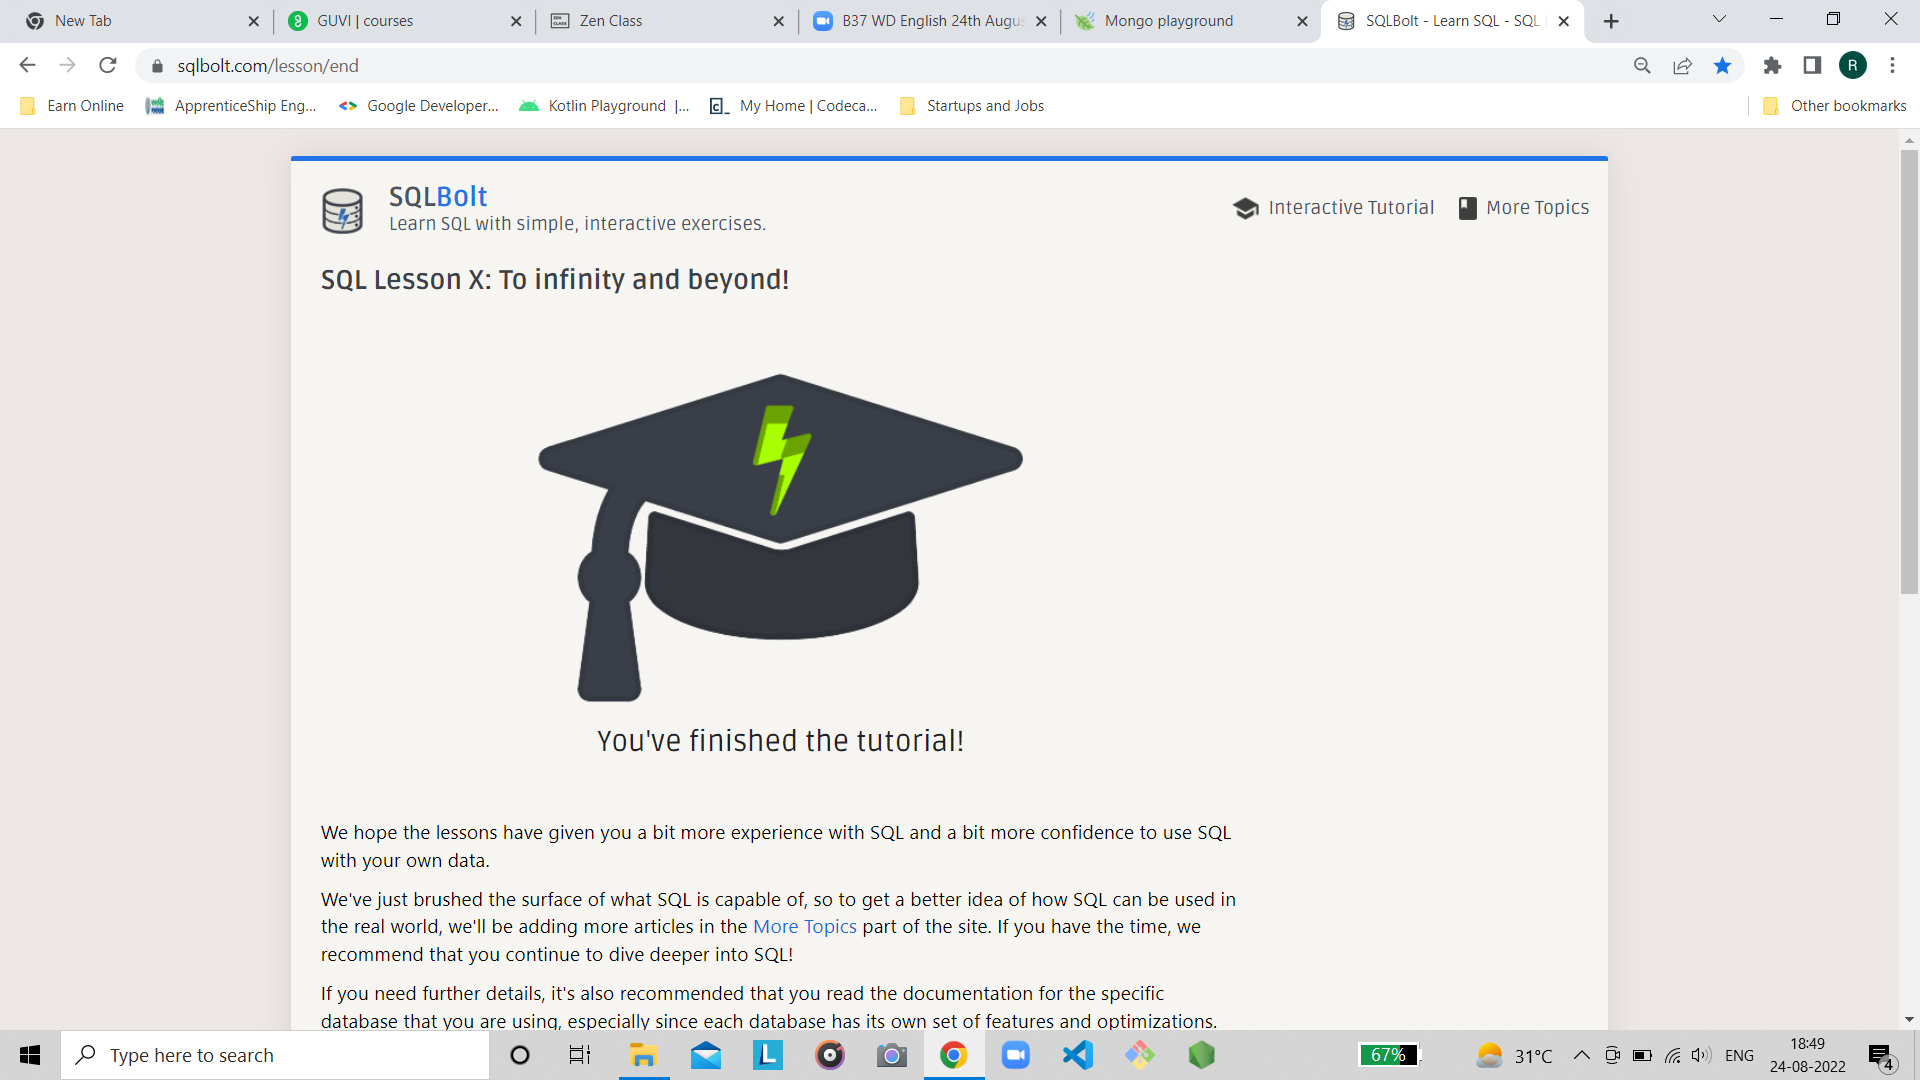 New Tab
GUVI | courses
Zen Class
B37 WD English 24th Augus
Mongo playground
SQLBolt - Learn SQL - SQL
sqlbolt.com/lesson/end
R
Earn Online
ApprenticeShip Eng...
Google Developer...
Kotlin Playground |...
My Home | Codeca...
Startups and Jobs
Other bookmarks
SQLBolt
Learn SQL with simple, interactive exercises.
Interactive Tutorial
More Topics
SQL Lesson X: To infinity and beyond!
You've finished the tutorial!
We hope the lessons have given you a bit more experience with SQL and a bit more confidence to use SQL
with your own data.
We've just brushed the surface of what SQL is capable of, so to get a better idea of how SQL can be used in
the real world, we'll be adding more articles in the More Topics part of the site. If you have the time, we
recommend that you continue to dive deeper into SQL!
If you need further details, it's also recommended that you read the documentation for the specific
database that you are using, especially since each database has its own set of features and optimizations.
Type here to search
L
67%
31°C
ENG
18:49
24-08-2022
4